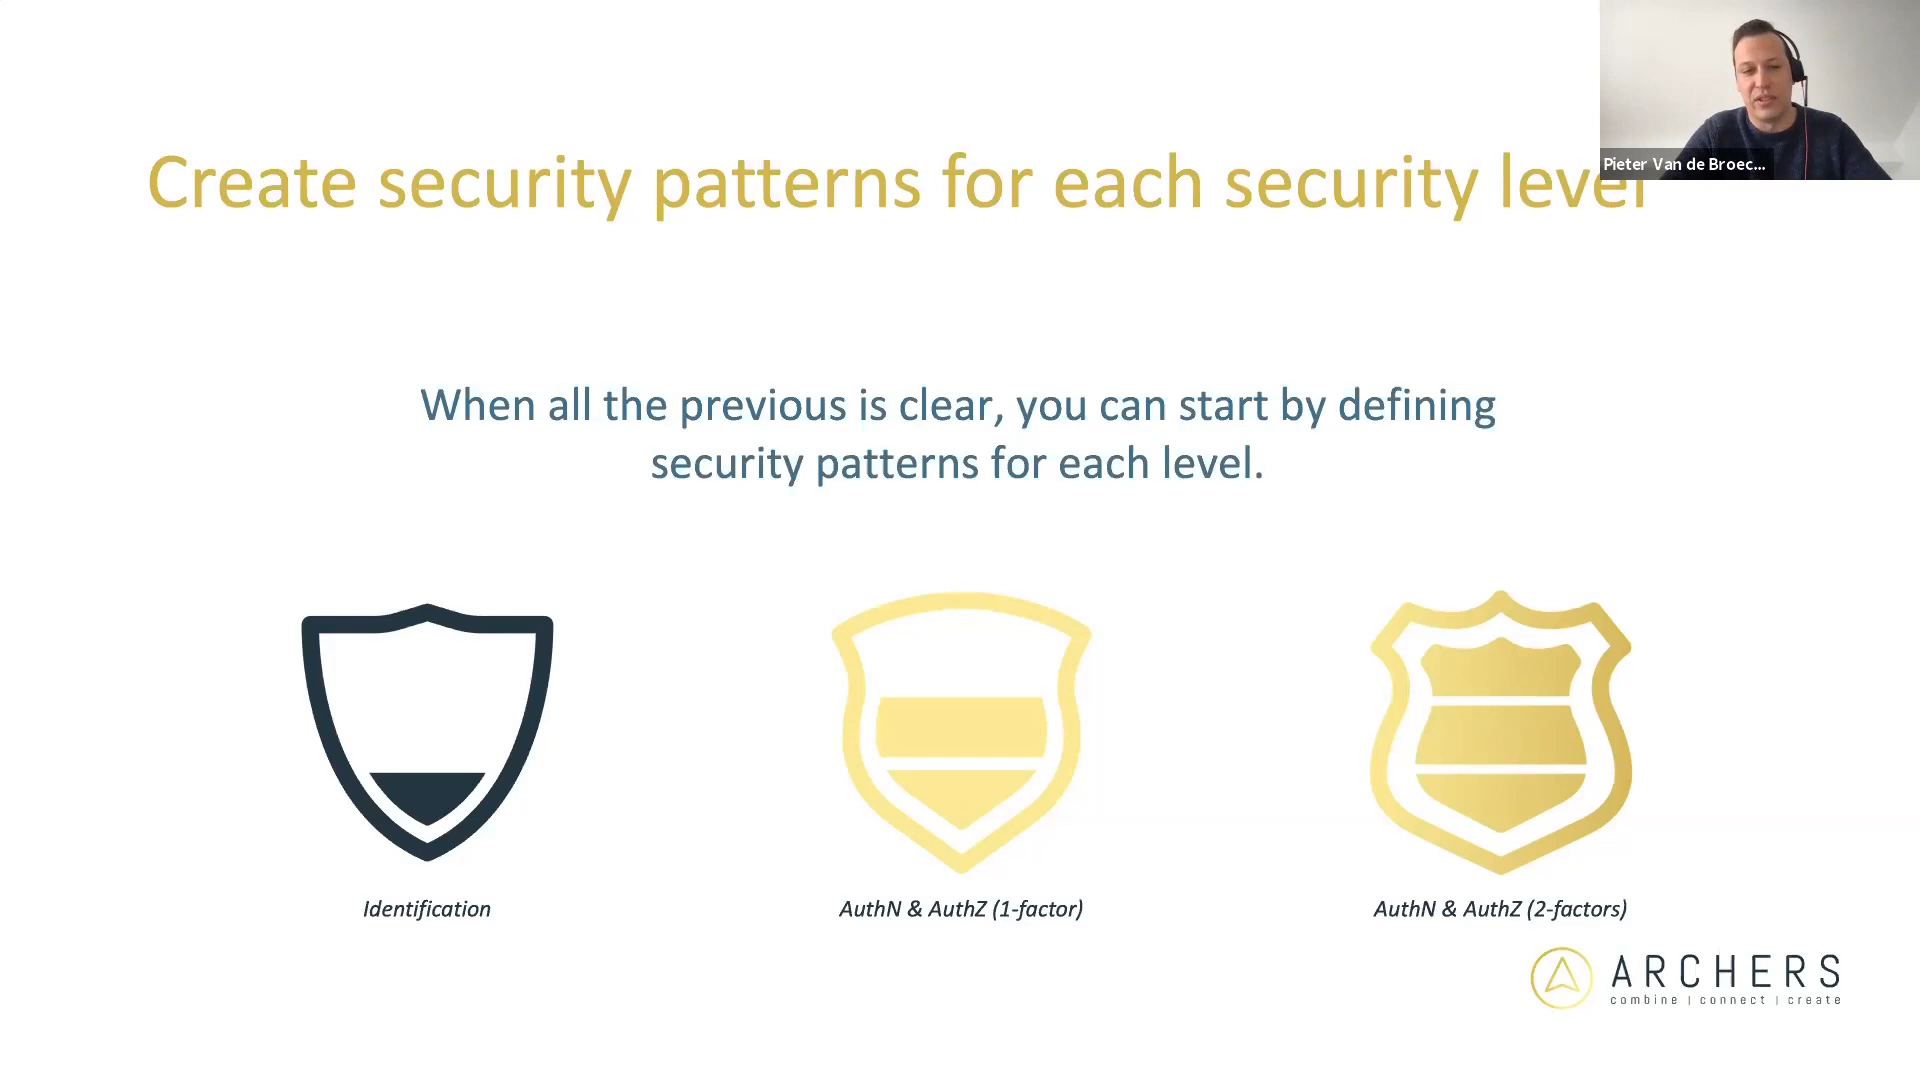 Pieter Van de Broec...
Create security patterns for each security level
When all the previous is clear, you can start by defining
security patterns for each level.
Identification
AuthN & AuthZ (1-factor)
AuthN & AuthZ (2-factors)
ARCHERS
combine | connect | create